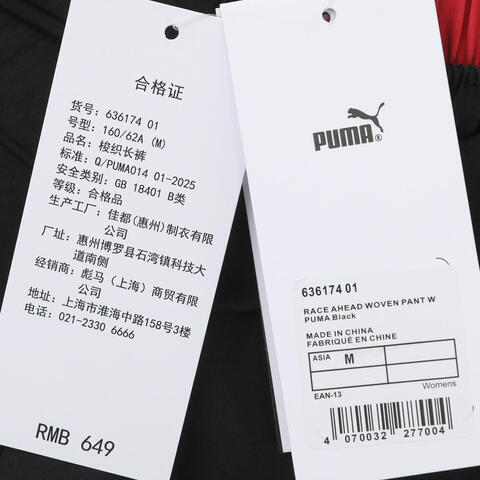 合格证
货号: 636174 01
号型: 160/62A (M)
品名: 梭织长裤
标准: Q/PUMA014 01-2025
安全类别: GB 18401 B类
等级: 合格品
生产工厂: 佳都(惠州)制衣有限
公司
厂址: 惠州博罗县石湾镇科技大
道南侧
经销商: 彪马(上海)商贸有限
公司
地址: 上海市淮海中路158号3楼
电话: 021-2330 6666
RMB 649
PUMA®
636174 01
RACE AHEAD WOVEN PANT W
PUMA Black
MADE IN CHINA
FABRIQUÉ EN CHINE
ASIA M
EAN-13 Womens
4 070032 277004